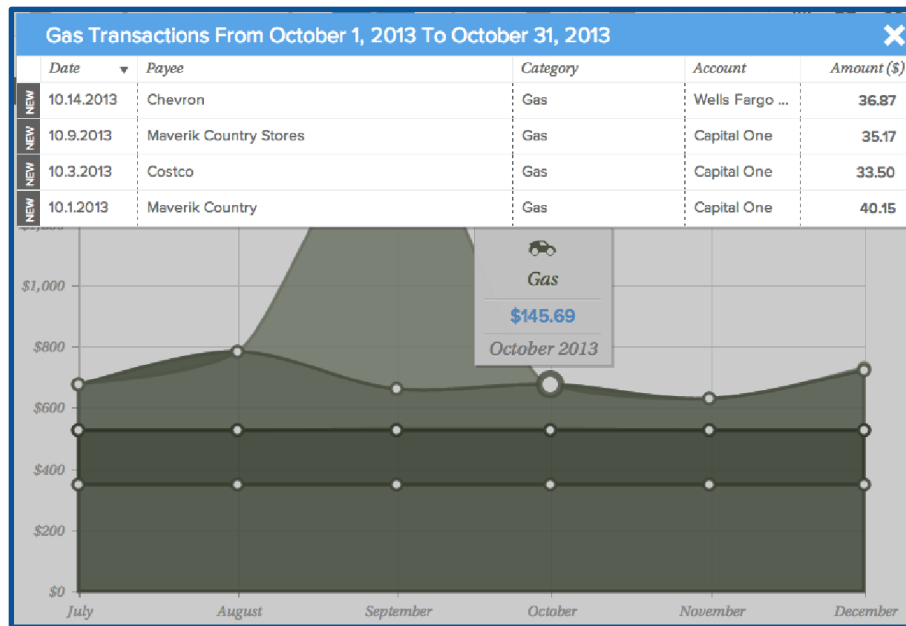 Gas Transactions From October 1, 2013 To October 31, 2013
Date ▼ Payee Category Account Amount ($)
NEW 10.14.2013 Chevron Gas Wells Fargo ... 36.87
NEW 10.9.2013 Maverik Country Stores Gas Capital One 35.17
NEW 10.3.2013 Costco Gas Capital One 33.50
NEW 10.1.2013 Maverik Country Gas Capital One 40.15
Gas
$145.69
October 2013
$1,000
$800
$600
$400
$200
$0
July August September October November December